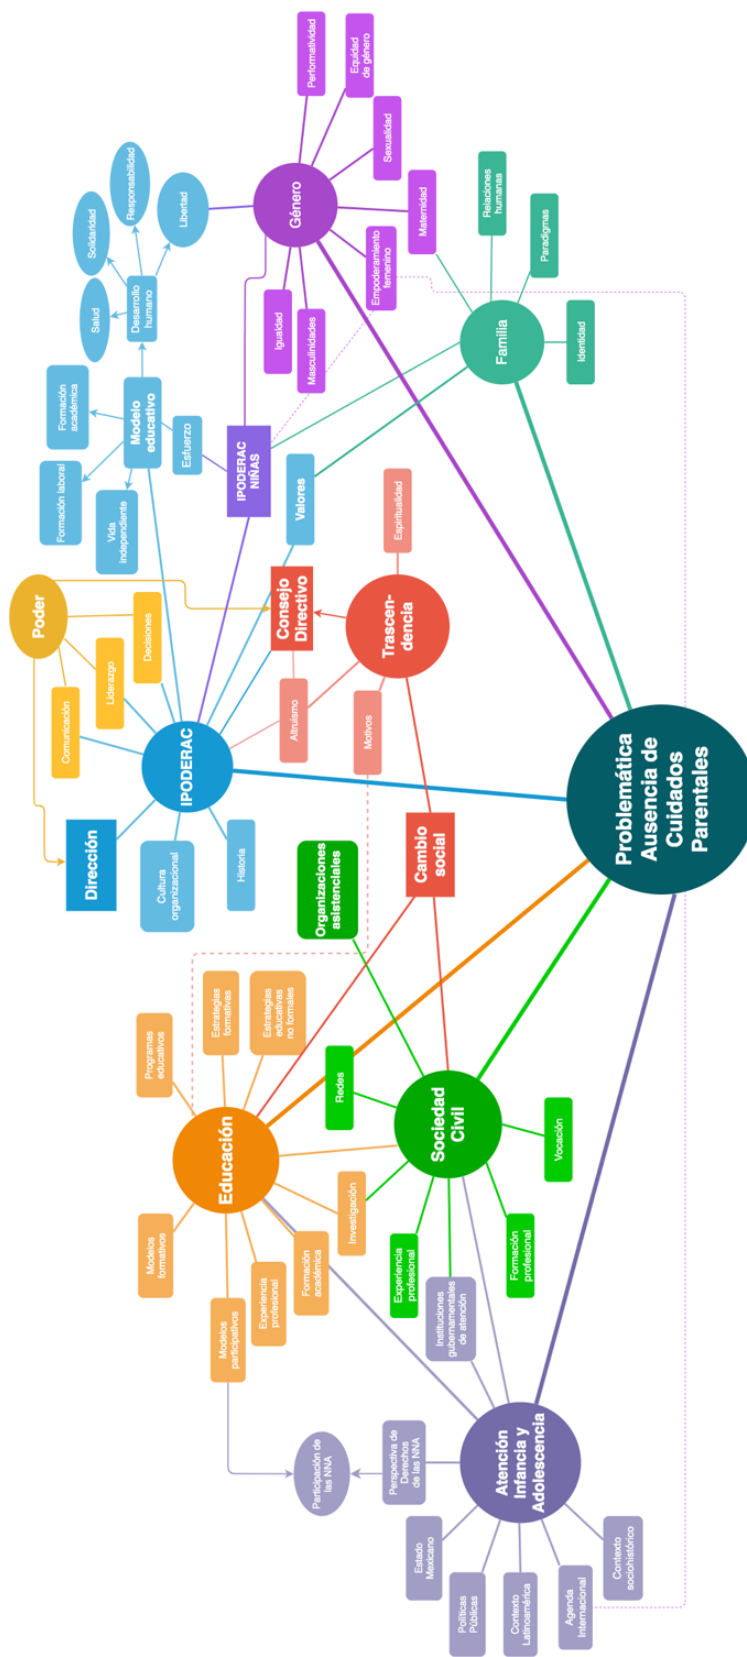 Poder
Comunicación
Liderazgo
Decisiones
Dirección
Cultura
organizacional
Historia
IPODERAC
Formación laboral
Formación
académica
Vida
independiente
Modelo
educativo
Esfuerzo
Salud
Solidaridad
Responsabilidad
Desarrollo
humano
Libertad
IPODERAC
NIÑAS
Valores
Performatividad
Equidad
de género
Sexualidad
Género
Maternidad
Igualdad
Masculinidades
Empoderamiento
femenino
Relaciones
humanas
Paradigmas
Familia
Identidad
Consejo
Directivo
Altruismo
Motivos
Espiritualidad
Trascen-
dencia
Cambio
social
Programas
educativos
Estrategias
formativas
Estrategias
educativas
no formales
Educación
Modelos
formativos
Modelos
participativos
Experiencia
profesional
Formación
académica
Investigación
Organizaciones
asistenciales
Redes
Sociedad
Civil
Vocación
Experiencia
profesional
Formación
profesional
Instituciones
gubernamentales
de atención
Participación de
las NNA
Perspectiva de
Derechos
de las NNA
Estado
Mexicano
Políticas
Públicas
Contexto
Latinoamérica
Agenda
Internacional
Contexto
sociohistórico
Atención
Infancia y
Adolescencia
Problemática
Ausencia de
Cuidados
Parentales